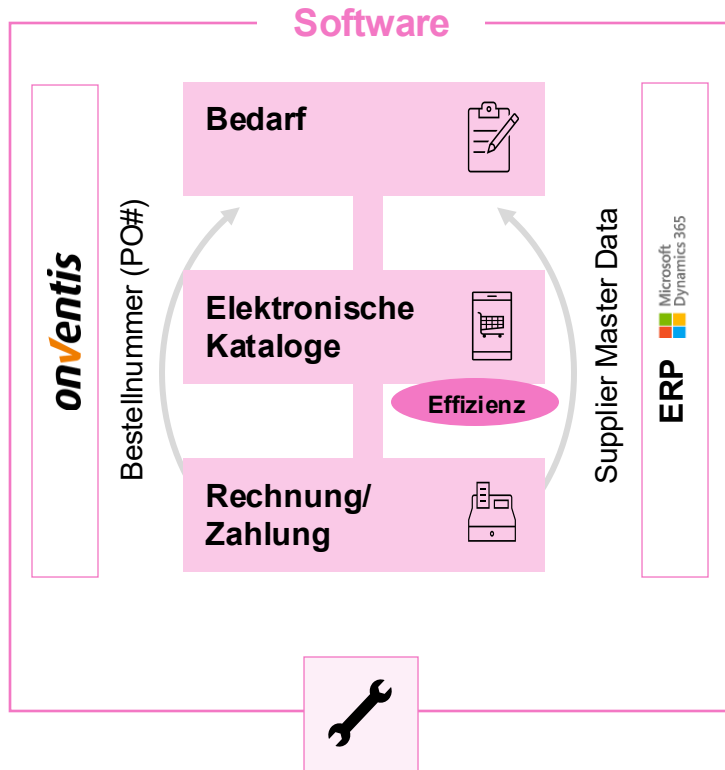 Software
onventis
Bestellnummer (PO#)
Bedarf
Elektronische
Kataloge
Effizienz
Rechnung/
Zahlung
Supplier Master Data
ERP
Microsoft
Dynamics 365